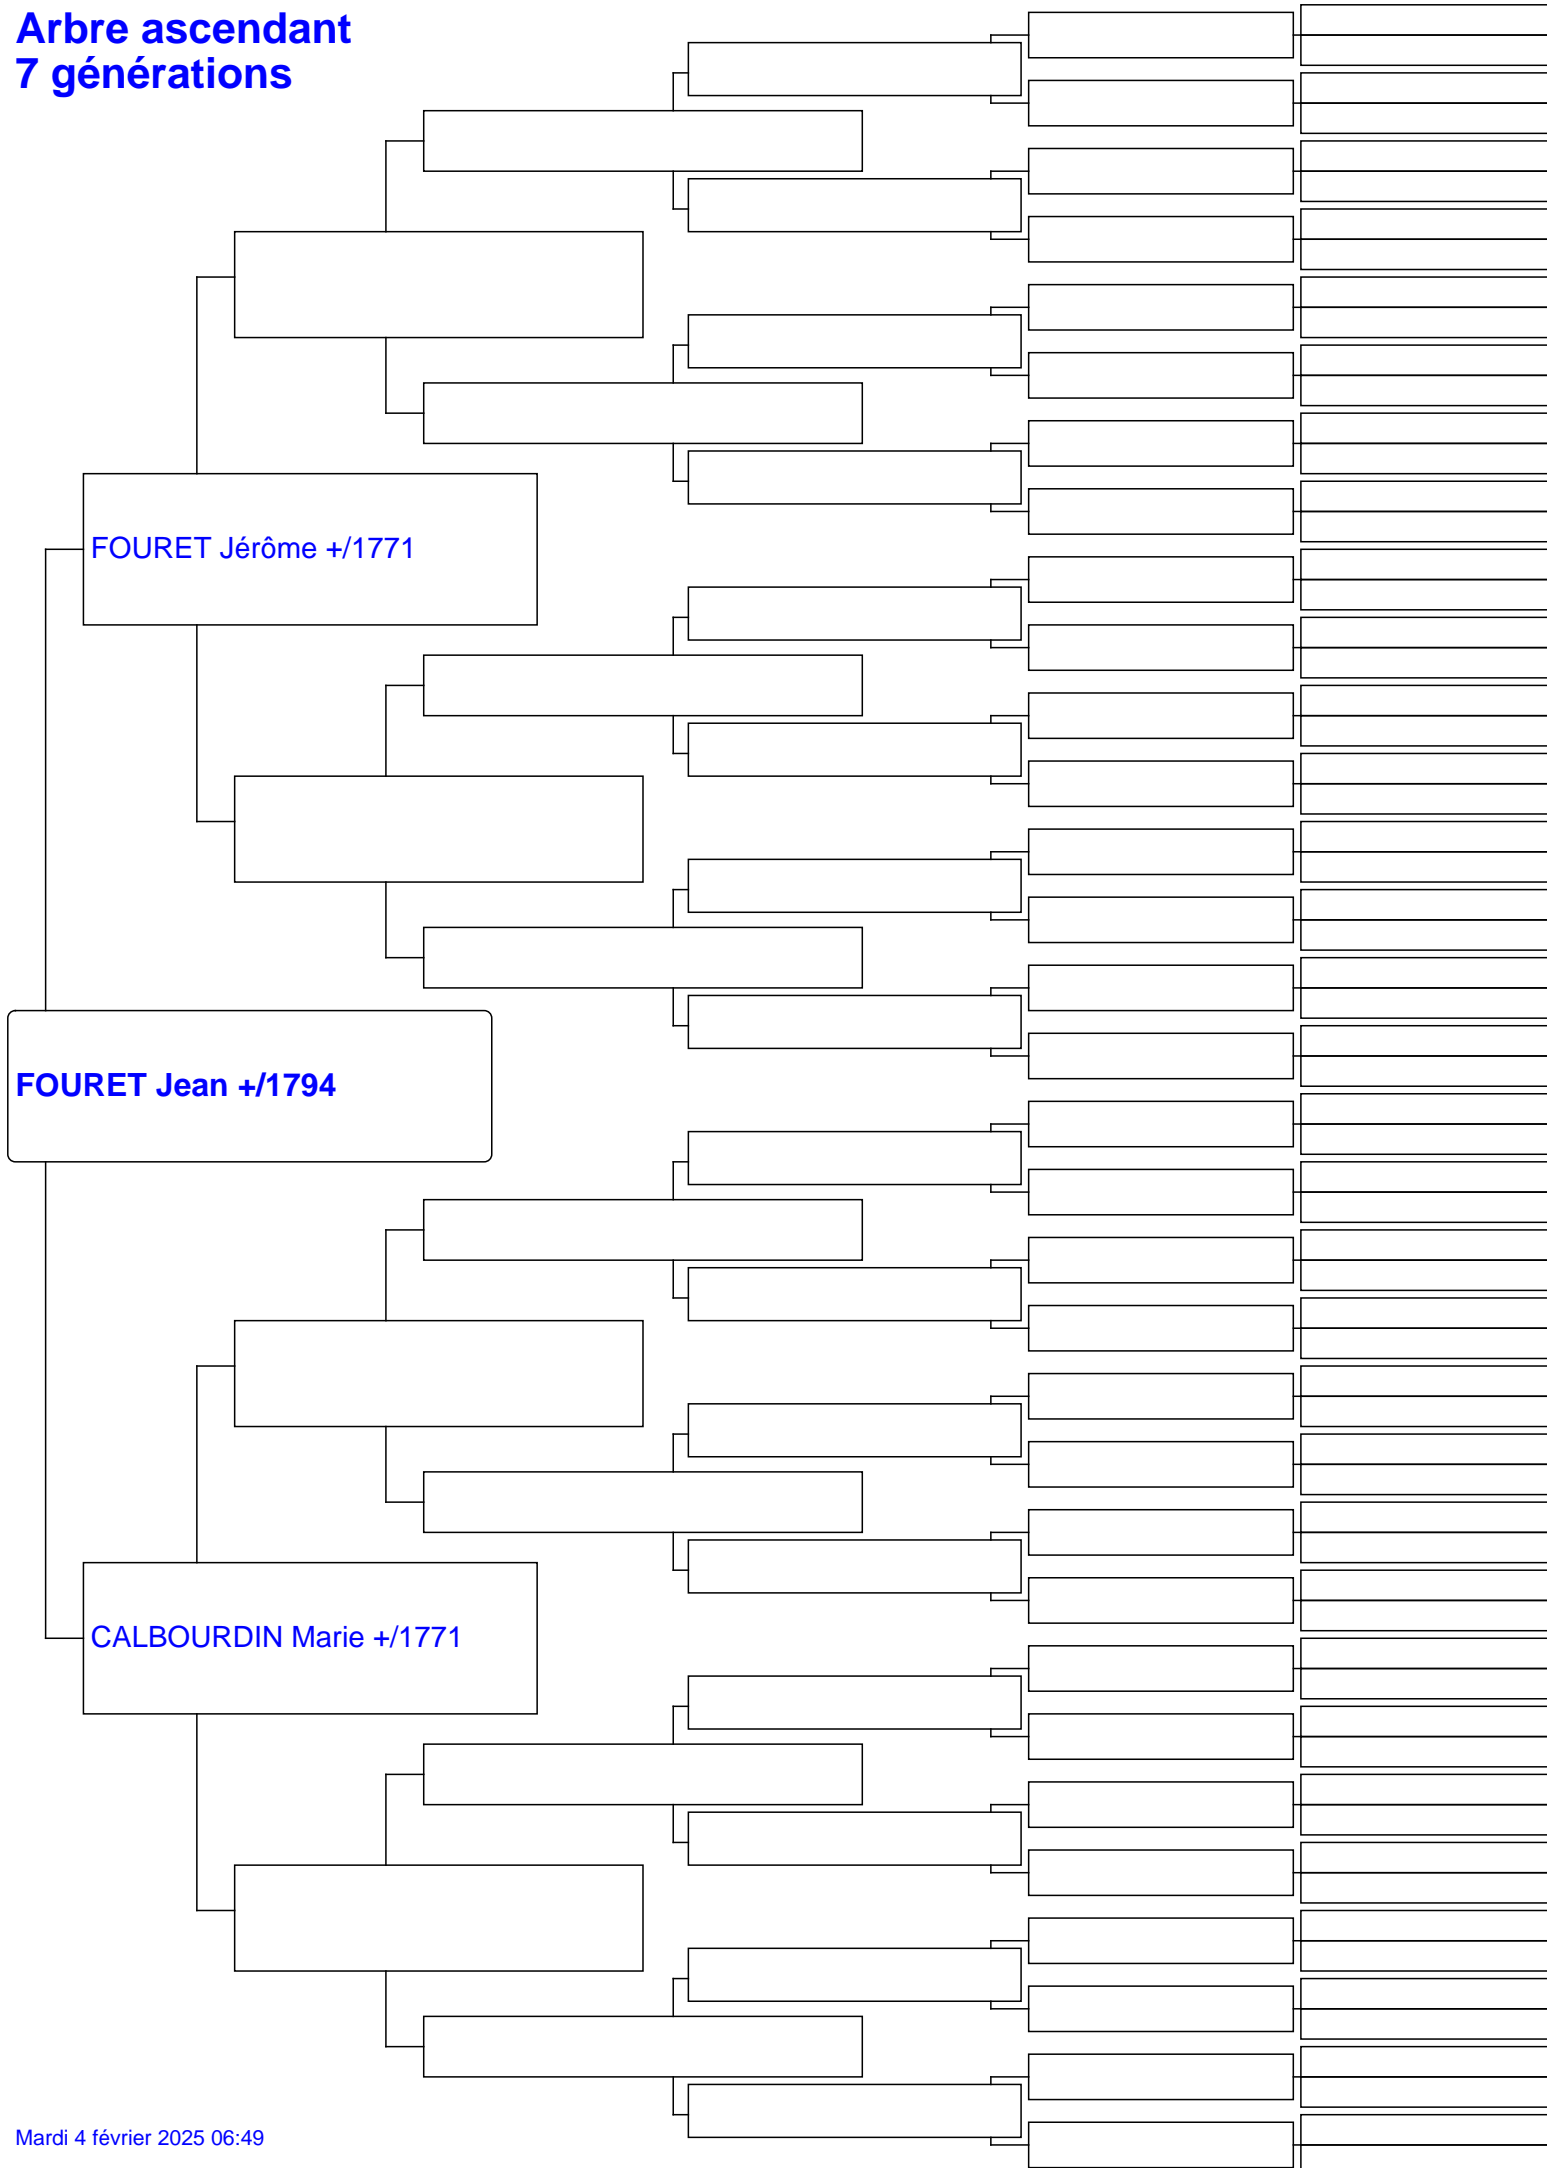 Arbre ascendant
7 générations
FOURET Jérôme +/1771
FOURET Jean +/1794
CALBOURDIN Marie +/1771
Mardi 4 février 2025 06:49